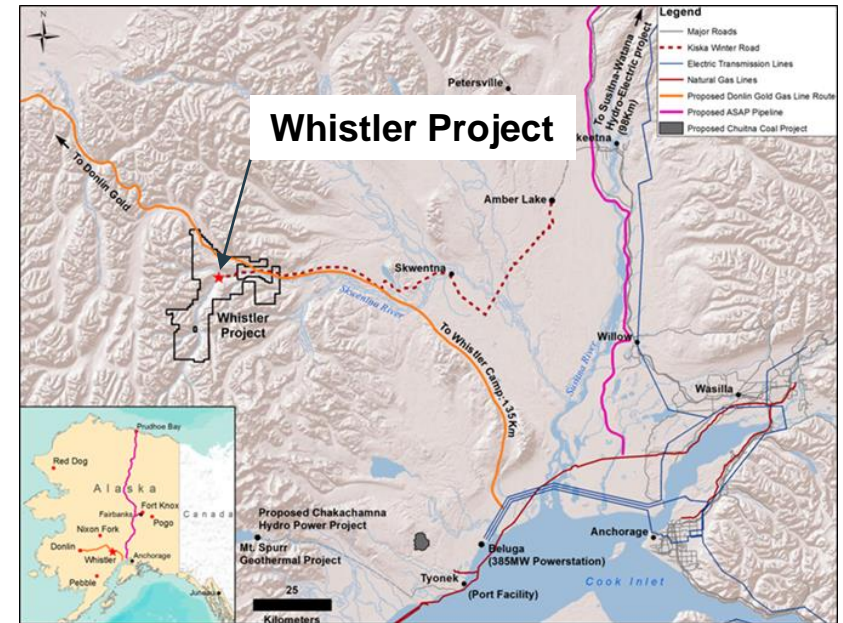 N
Legend
Major Roads
Kiska Winter Road
Electric Transmission Lines
Natural Gas Lines
Proposed Donlin Gold Gas Line Route
Proposed ASAP Pipeline
Proposed Chuitna Coal Project
To Susitna-Watana
Hydro-Electric project
(98Km)
Petersville
Whistler Project
keetna
To Donlin Gold
Amber Lake
Skwentna
Skwentna River
Whistler
Project
To Whistler Camp:135Km
Willow
Susitna River
Wasilla
Prudhoe Bay
Red Dog
Alaska
Canada
Fort Knox
Fairbanks
Pogo
Nixon Fork
Donlin
Anchorage
Whistler
Pebble
Juneau
Proposed Chakachamna
Hydro Power Project
Mt. Spurr
Geothermal Project
Beluga
(385MW Powerstation)
Anchorage
Tyonek
(Port Facility)
Cook Inlet
25
Kilometers